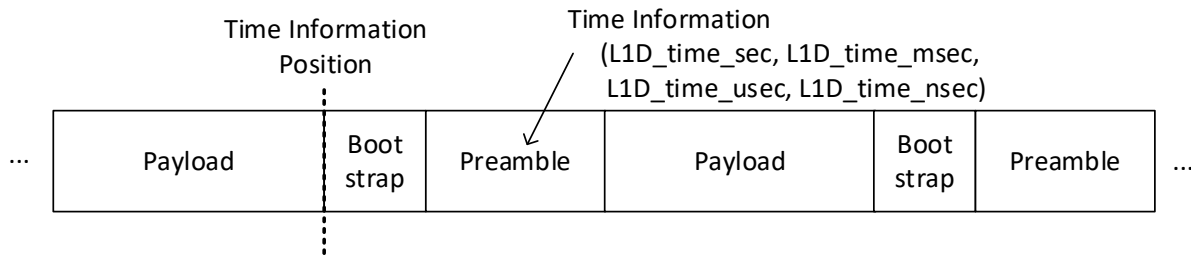 Time Information
Position
Time Information
(L1D_time_sec, L1D_time_msec,
L1D_time_usec, L1D_time_nsec)
...
Payload
Boot
strap
Preamble
Payload
Boot
strap
Preamble
...